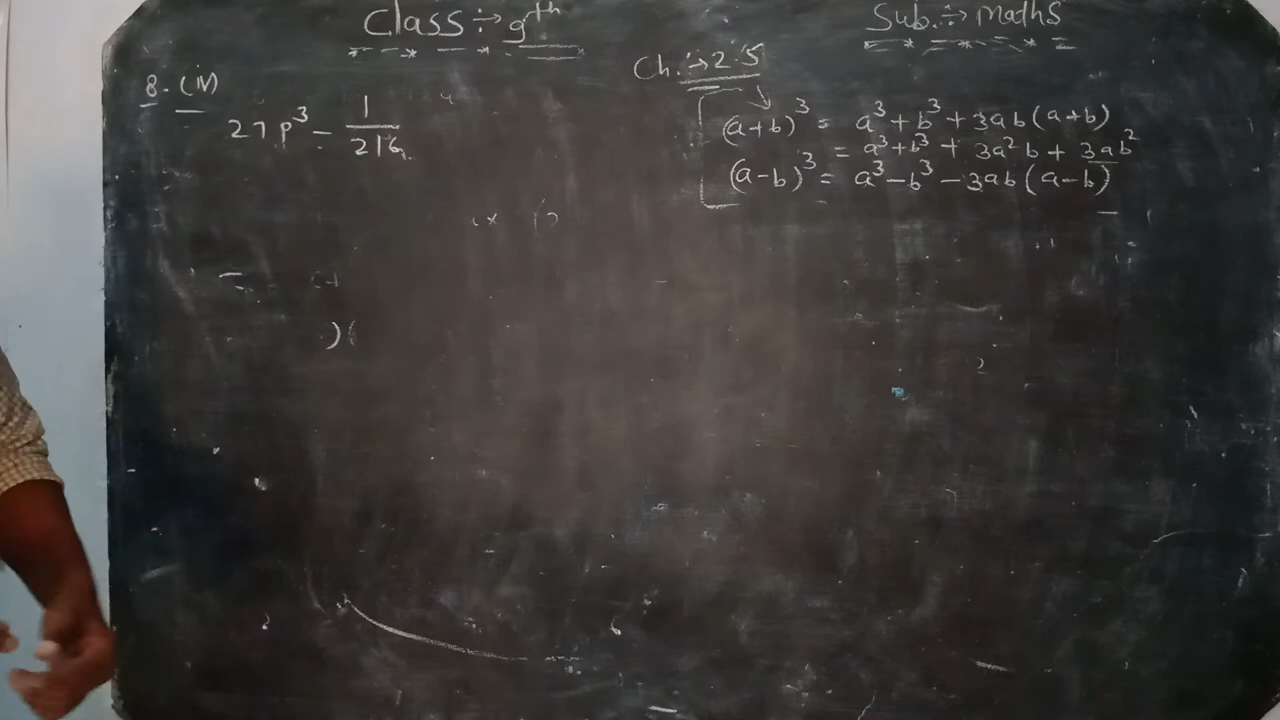 Class ÷ 9th
Sub. ÷ Maths
Ch. ÷ 2.5
8. (iv)
27p³ - 1/216
(a+b)³ = a³ + b³ + 3ab(a+b)
= a³+b³ + 3a²b + 3ab²
(a-b)³ = a³-b³-3ab(a-b)